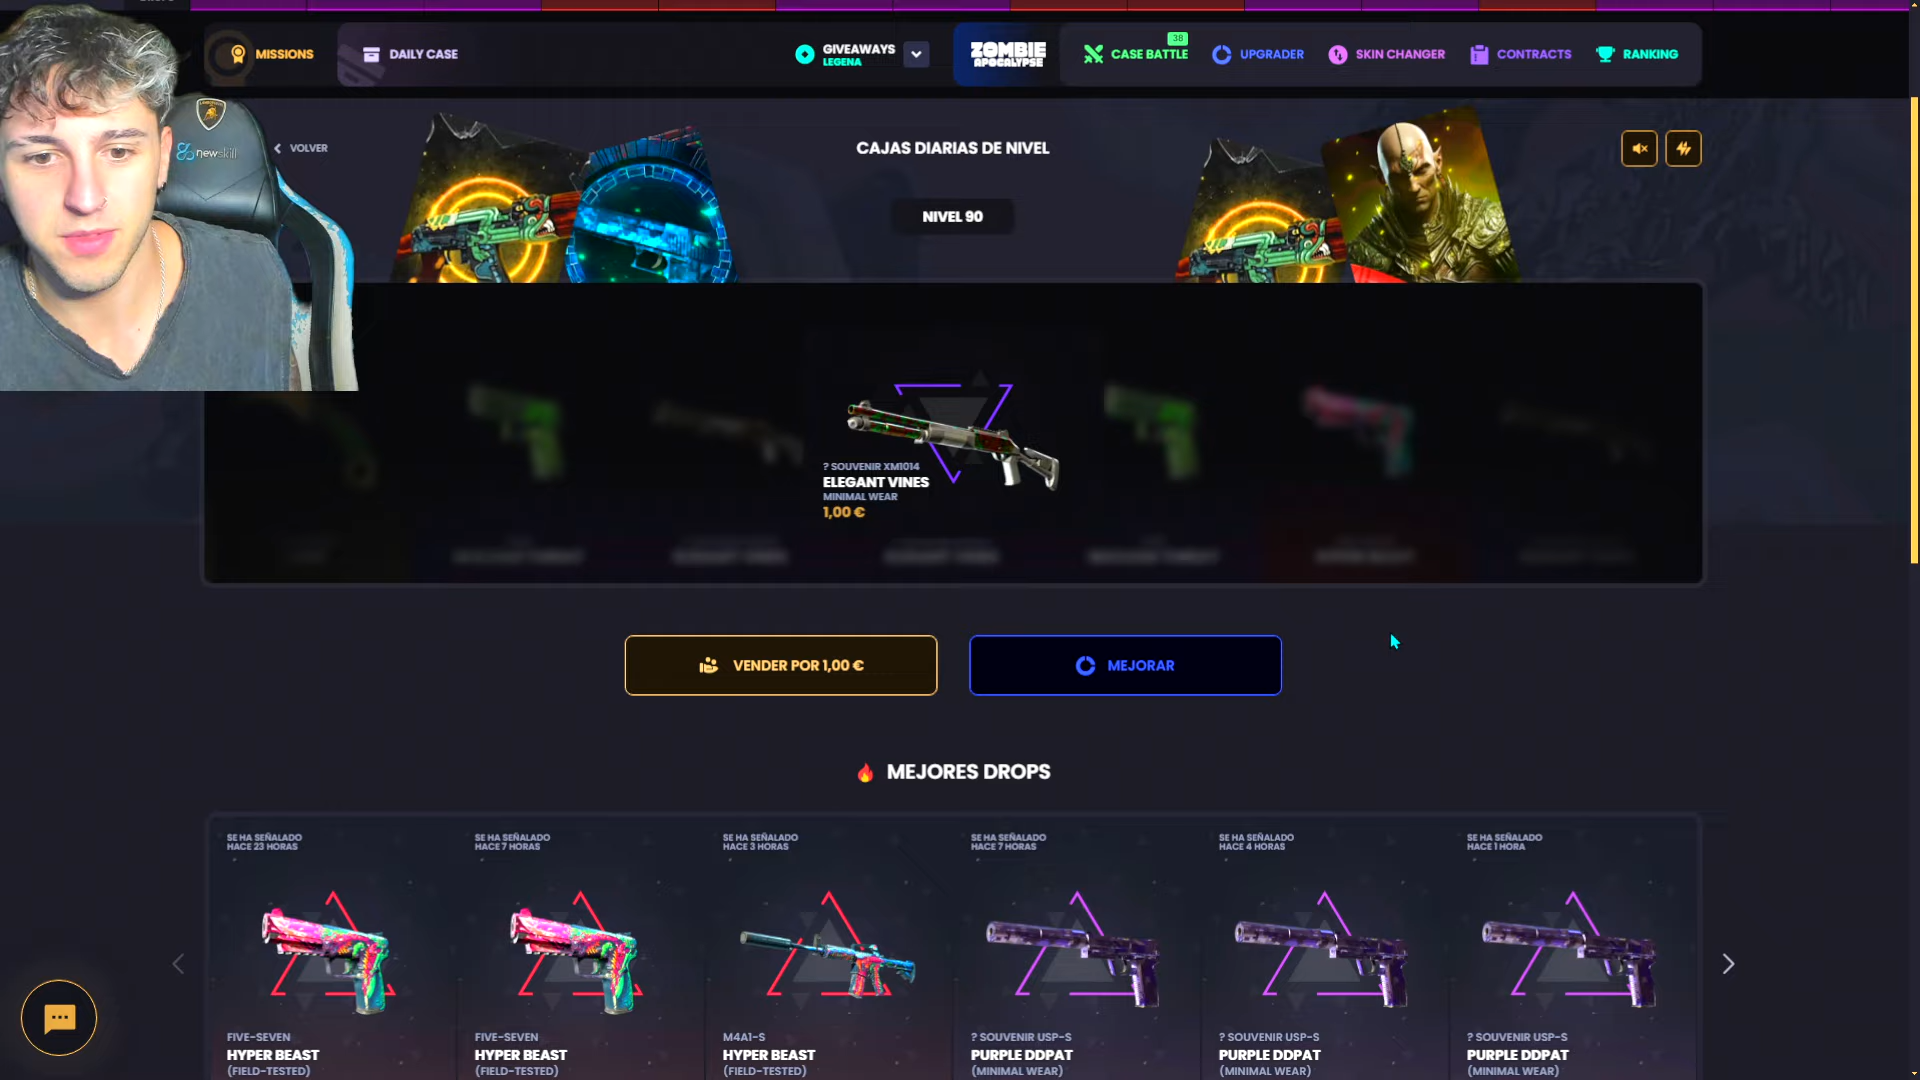 MISSIONS
DAILY CASE
GIVEAWAYS
LEGENA
ZOMBIE
APOCALYPSE
38
CASE BATTLE
UPGRADER
SKIN CHANGER
CONTRACTS
RANKING
newskill
VOLVER
CAJAS DIARIAS DE NIVEL
NIVEL 90
? SOUVENIR XM1014
ELEGANT VINES
MINIMAL WEAR
1,00 €
VENDER POR 1,00 €
MEJORAR
MEJORES DROPS
SE HA SEÑALADO
HACE 23 HORAS
SE HA SEÑALADO
HACE 7 HORAS
SE HA SEÑALADO
HACE 3 HORAS
SE HA SEÑALADO
HACE 7 HORAS
SE HA SEÑALADO
HACE 4 HORAS
SE HA SEÑALADO
HACE 1 HORA
FIVE-SEVEN
HYPER BEAST
(FIELD-TESTED)
FIVE-SEVEN
HYPER BEAST
(FIELD-TESTED)
M4A1-S
HYPER BEAST
(FIELD-TESTED)
? SOUVENIR USP-S
PURPLE DDPAT
(MINIMAL WEAR)
? SOUVENIR USP-S
PURPLE DDPAT
(MINIMAL WEAR)
? SOUVENIR USP-S
PURPLE DDPAT
(MINIMAL WEAR)